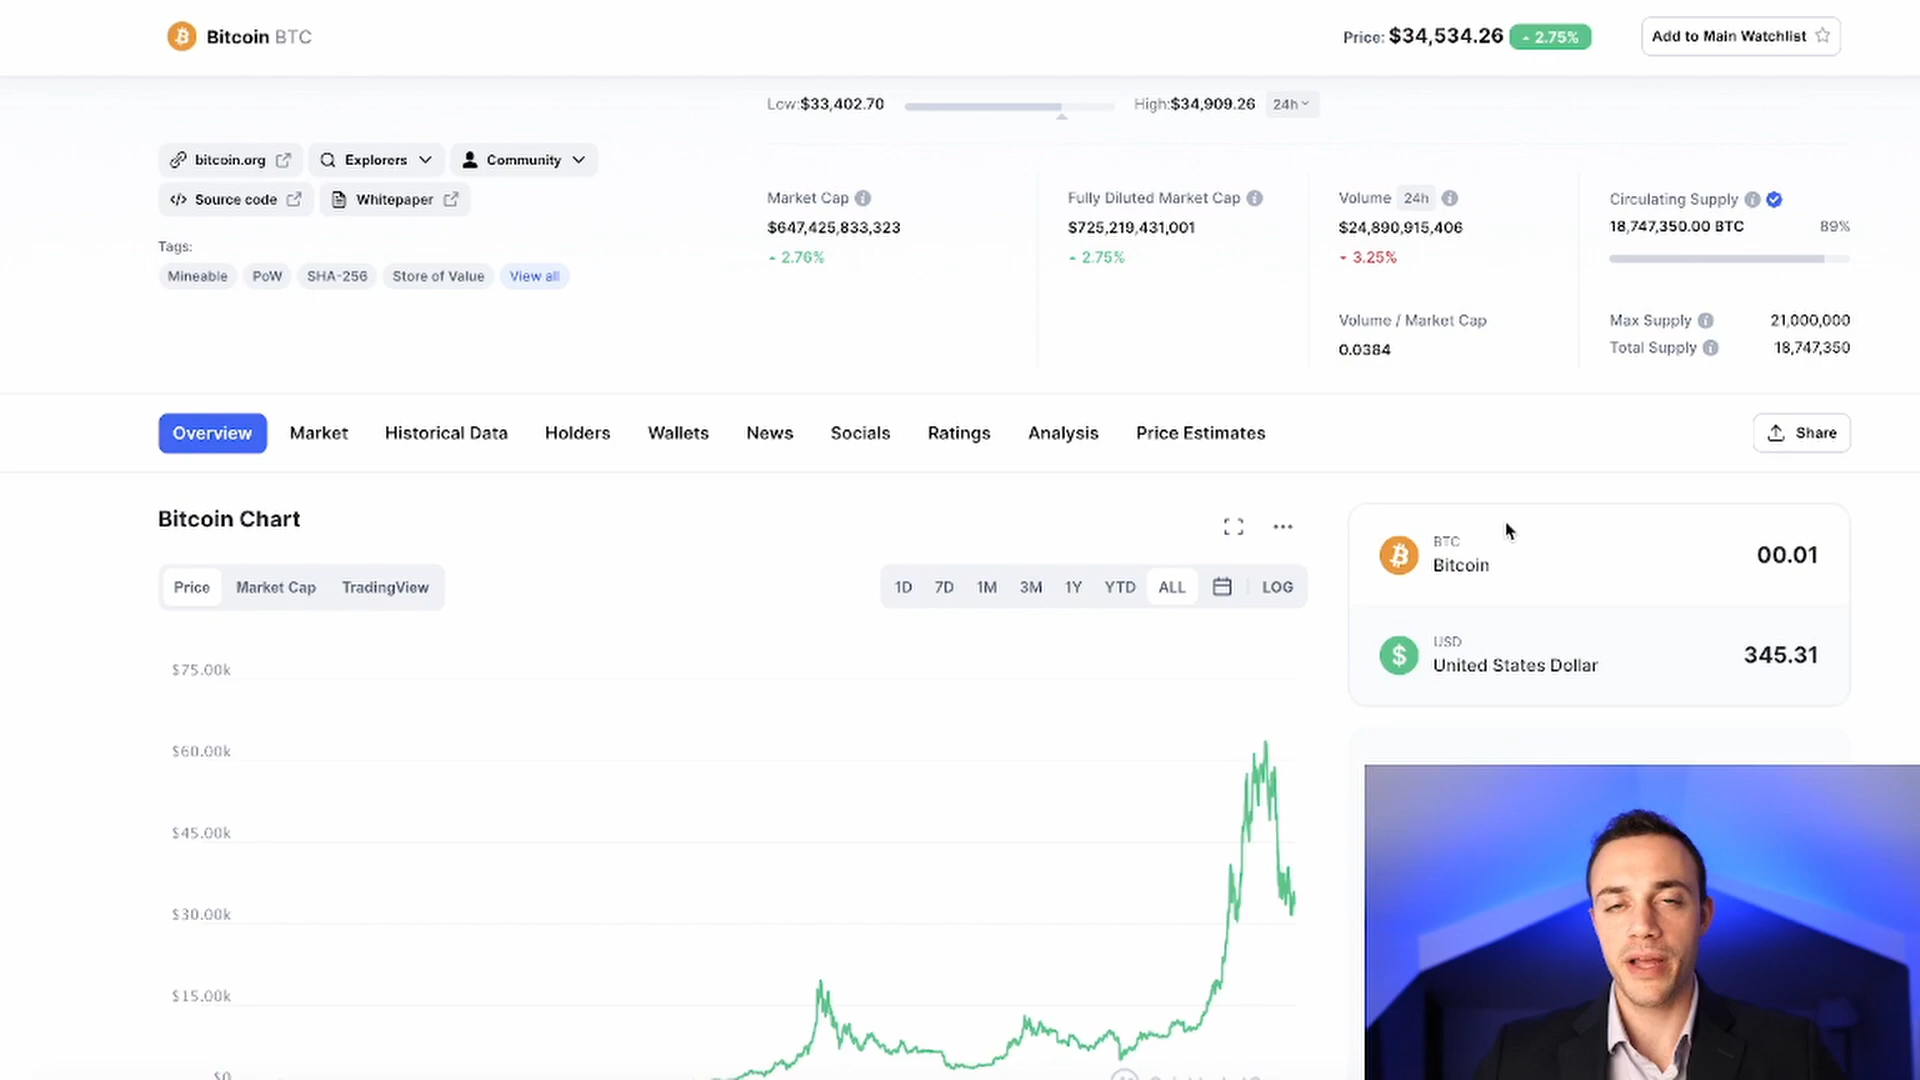 Bitcoin BTC
Price: $34,534.26 2.75%
Add to Main Watchlist
Low:$33,402.70
High:$34,909.26
24h
bitcoin.org
Explorers
Community
Source code
Whitepaper
Tags:
Mineable
PoW
SHA-256
Store of Value
View all
Market Cap
$647,425,833,323
2.76%
Fully Diluted Market Cap
$725,219,431,001
2.75%
Volume 24h
$24,890,915,406
3.25%
Volume / Market Cap
0.0384
Circulating Supply
18,747,350.00 BTC
89%
Max Supply
21,000,000
Total Supply
18,747,350
Overview
Market
Historical Data
Holders
Wallets
News
Socials
Ratings
Analysis
Price Estimates
Share
Bitcoin Chart
Price
Market Cap
TradingView
1D
7D
1M
3M
1Y
YTD
ALL
LOG
$75.00k
$60.00k
$45.00k
$30.00k
$15.00k
$0
BTC
Bitcoin
00.01
USD
United States Dollar
345.31